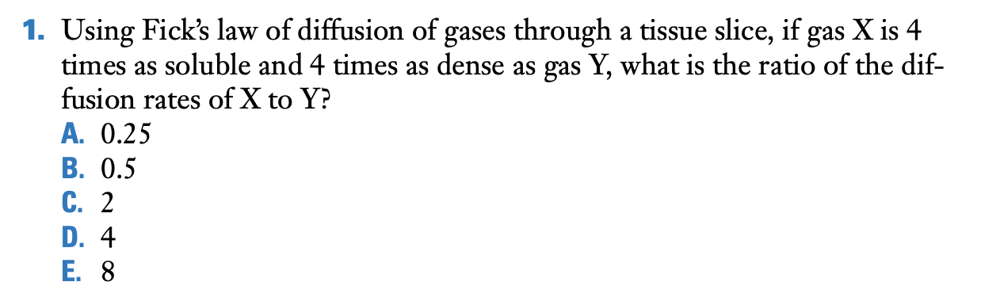 1. Using Fick’s law of diffusion of gases through a tissue slice, if gas X is 4
times as soluble and 4 times as dense as gas Y, what is the ratio of the dif-
fusion rates of X to Y?
A. 0.25
B. 0.5
C. 2
D. 4
E. 8